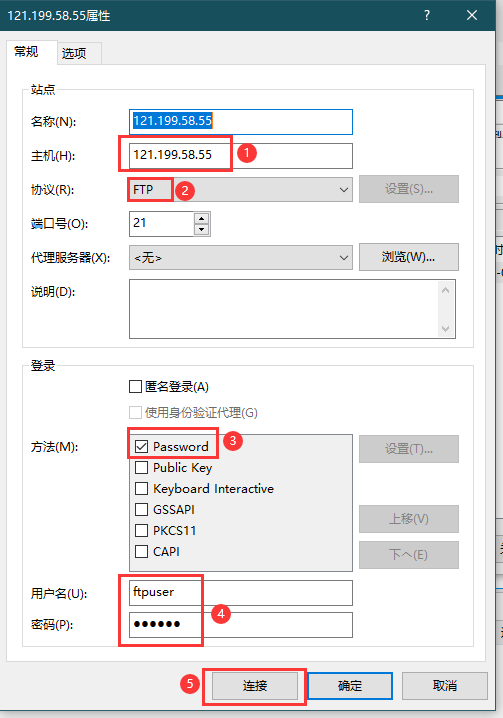 121.199.58.55属性
常规 选项
站点
名称(N): 121.199.58.55
主机(H): 121.199.58.55 1
协议(R): FTP 2 设置(S)...
端口号(O): 21
代理服务器(X): <无> 浏览(W)...
说明(D):
登录
匿名登录(A)
使用身份验证代理(G)
方法(M): Password 3 设置(T)...
Public Key
Keyboard Interactive
GSSAPI
PKCS11 上移(V)
CAPI 下へ(E)
用户名(U): ftpuser
4
密码(P): ●●●●●●
5 连接 确定 取消